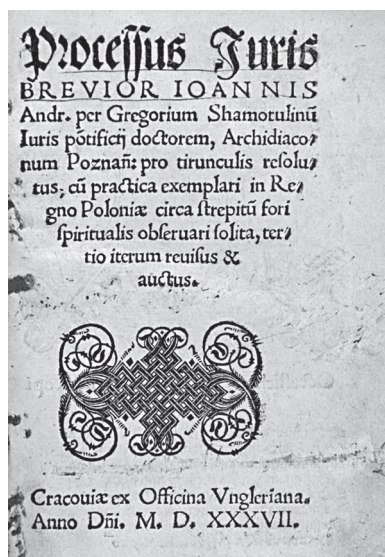 Processus Juris
BREVIOR IOANNIS
Andr. per Gregorium Shamotulinū
Iuris pōtificij doctorem, Archidiaco⸗
num Poznań: pro tirunculis reſolu⸗
tus, cū practica exemplari in Re⸗
gno Poloniæ circa ſtrepitū fori
ſpiritualis obſeruari ſolita, ter⸗
tio iterum reuiſus &
auctus.
Cracouiæ ex Officina Vngleriana.
Anno Dñi. M. D. XXXVII.